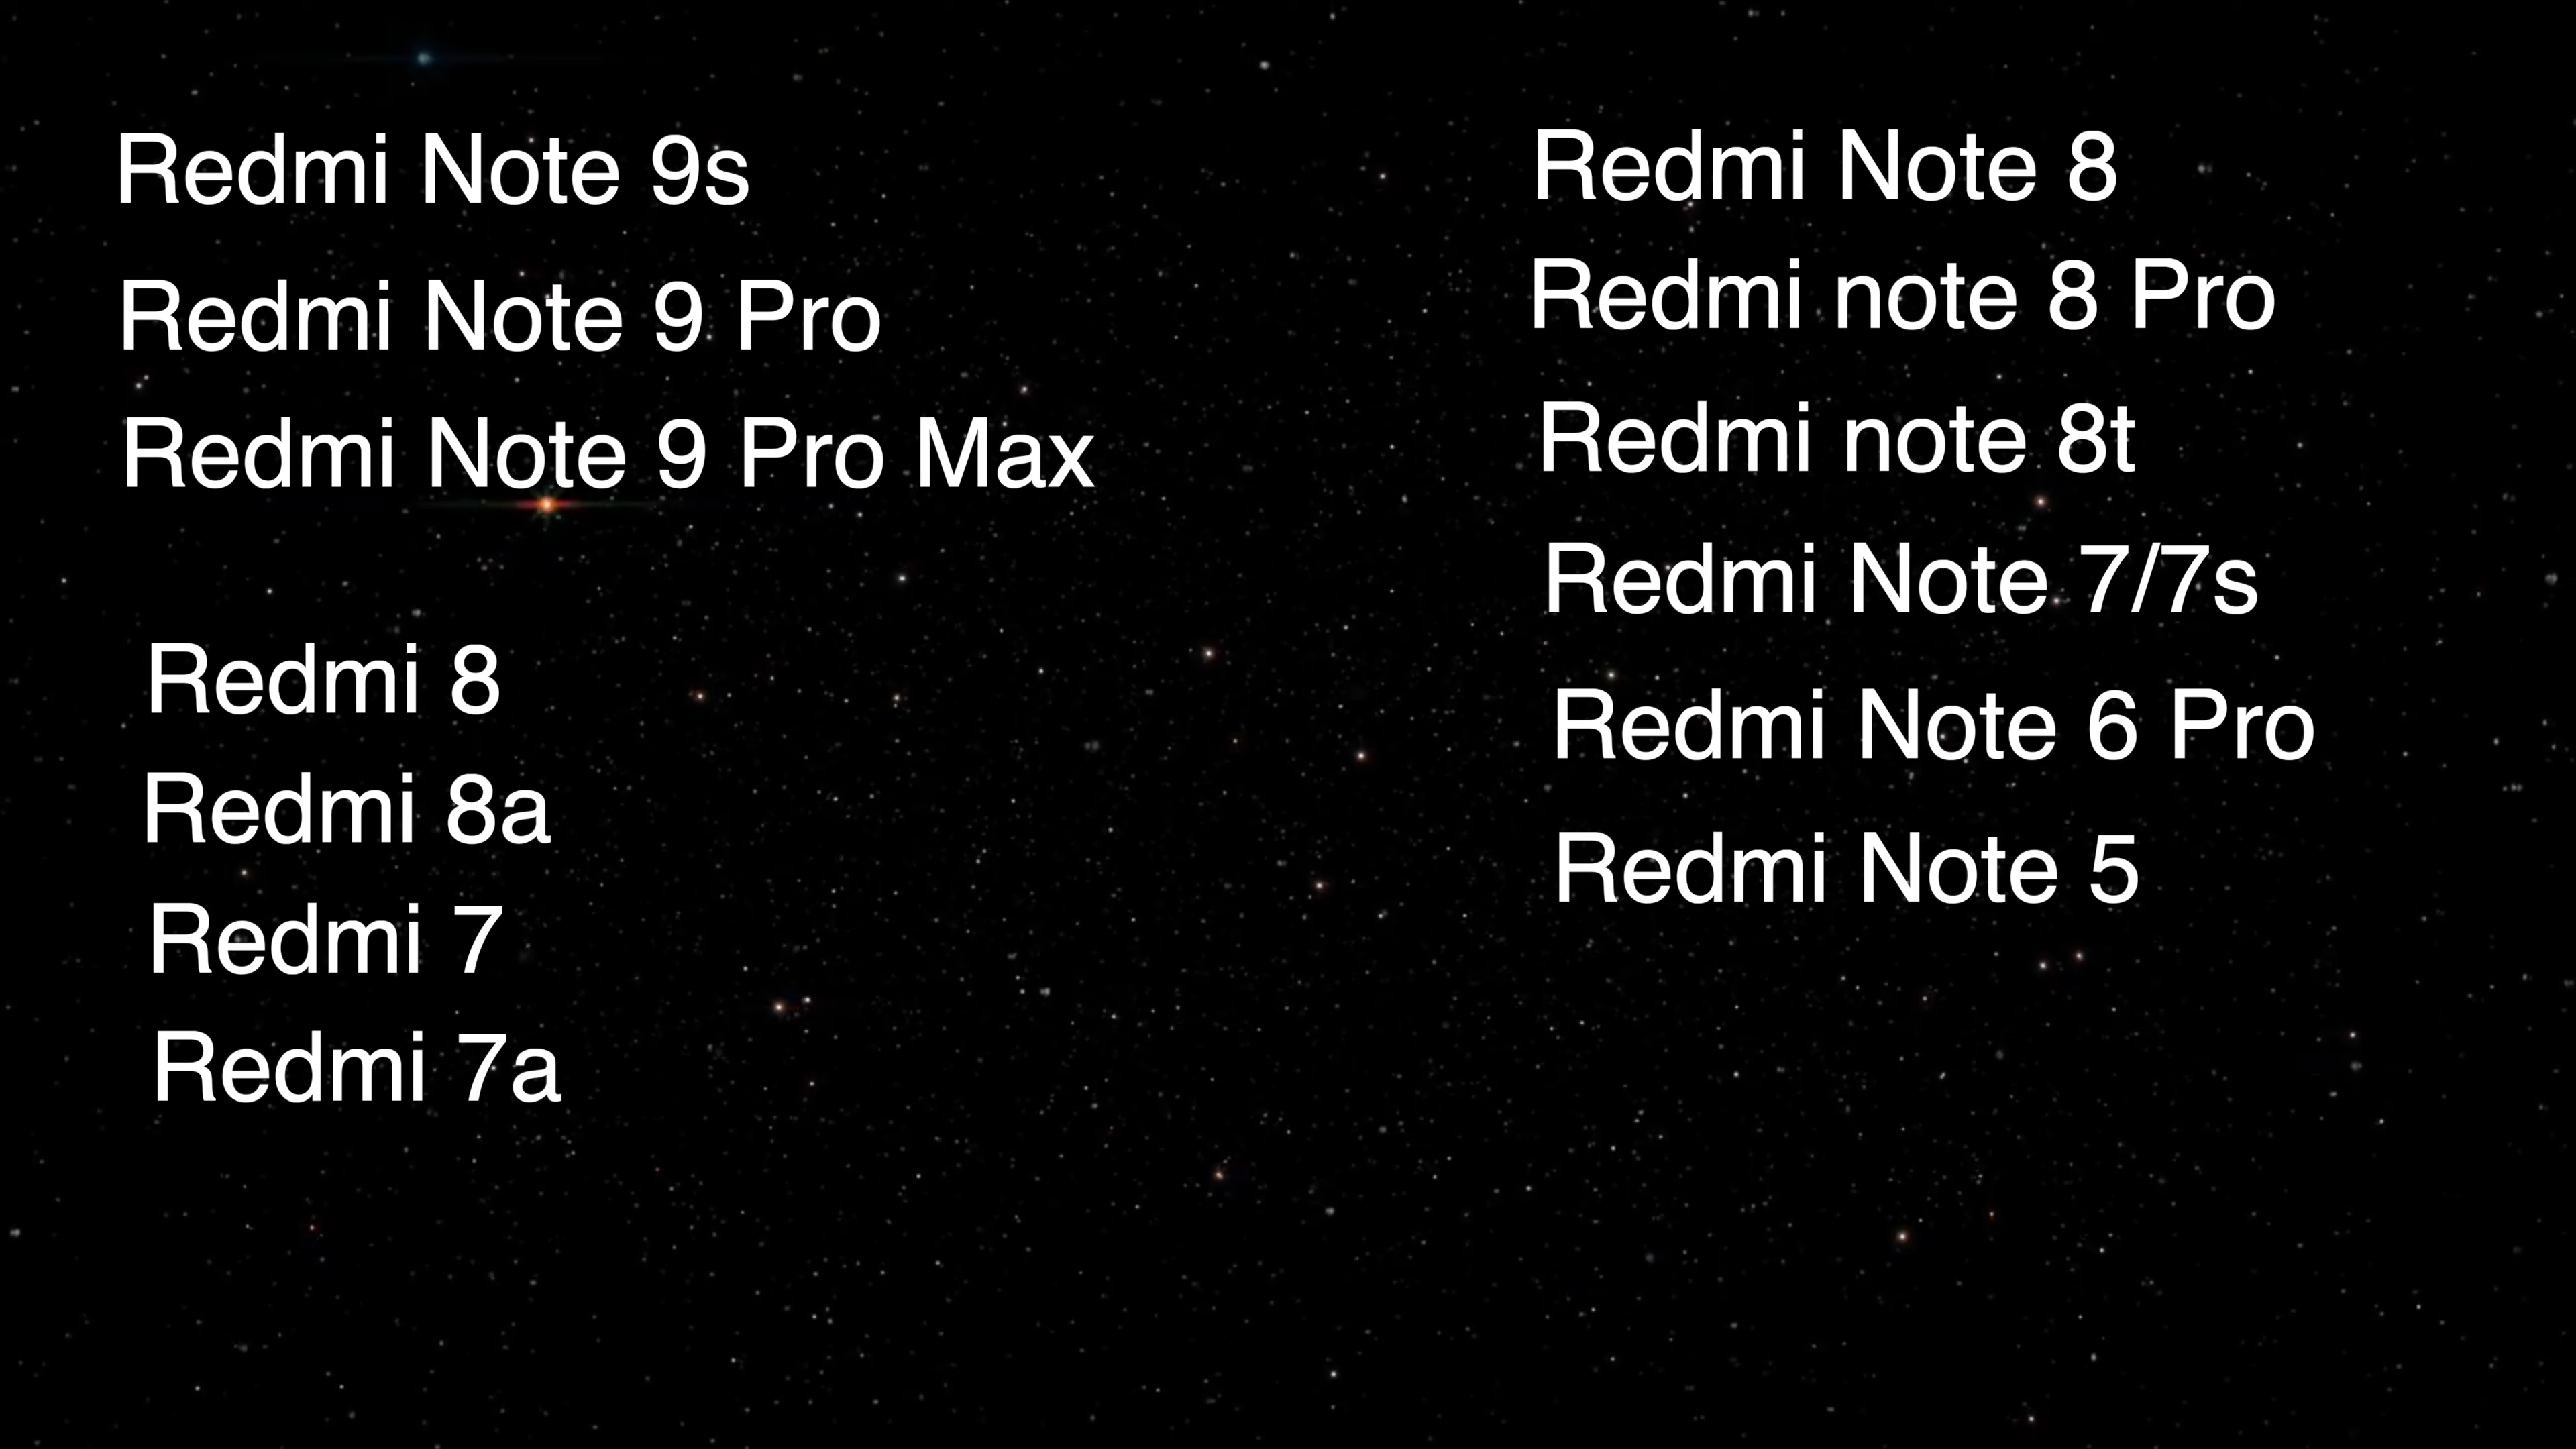 Redmi Note 9s
Redmi Note 9 Pro
Redmi Note 9 Pro Max
Redmi 8
Redmi 8a
Redmi 7
Redmi 7a
Redmi Note 8
Redmi note 8 Pro
Redmi note 8t
Redmi Note 7/7s
Redmi Note 6 Pro
Redmi Note 5